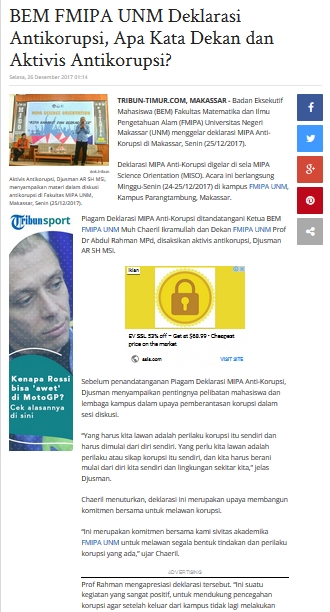 BEM FMIPA UNM Deklarasi
Antikorupsi, Apa Kata Dekan dan
Aktivis Antikorupsi?
Selasa, 26 Desember 2017 01:14
Aktivis Antikorupsi, Djusman AR SH MSi,
menyampaikan materi dalam diskusi
antikorupsi di Fakultas MIPA UNM,
Makassar, Senin (25/12/2017).
TRIBUN-TIMUR.COM, MAKASSAR - Badan Eksekutif
Mahasiswa (BEM) Fakultas Matematika dan Ilmu
Pengetahuan Alam (FMIPA) Universitas Negeri
Makassar (UNM) menggelar deklarasi MIPA Anti-
Korupsi di Makassar, Senin (25/12/2017).
Deklarasi MIPA Anti-Korupsi digelar di sela MIPA
Science Orientation (MISO). Acara ini berlangsung
Minggu-Senin (24-25/12/2017) di kampus FMIPA UNM,
Kampus Parangtambung, Makassar.
Piagam Deklarasi MIPA Anti-Korupsi ditandatangani Ketua BEM
FMIPA UNM Muh Chaeril Ikramullah dan Dekan FMIPA UNM Prof
Dr Abdul Rahman MPd, disaksikan aktivis antikorupsi, Djusman
AR SH MSi.
Tribunsport
Kenapa Rossi
bisa 'awet'
di MotoGP?
Cek alasannya
di sini
Iklan
EV SSL 53% off – Get at $68.99 - Cheapest
price on the market
ssls.com
VISIT SITE
Sebelum penandatanganan Piagam Deklarasi MIPA Anti-Korupsi,
Djusman menyampaikan pentingnya pelibatan mahasiswa dan
lembaga kampus dalam upaya pemberantasan korupsi dalam
sesi diskusi.
"Yang harus kita lawan adalah perilaku korupsi itu sendiri dan
harus dimulai dari diri sendiri. Yang perlu kita lawan adalah
perilaku atau sikap korupsi itu sendiri, dan kita harus berani
mulai dari diri kita sendiri dan lingkungan sekitar kita," jelas
Djusman.
Chaeril menuturkan, deklarasi ini merupakan upaya membangun
komitmen bersama untuk melawan korupsi.
"Ini merupakan komitmen bersama kami sivitas akademika
FMIPA UNM untuk melawan segala bentuk tindakan dan perilaku
korupsi yang ada," ujar Chaeril.
ADVERTISING
Prof Rahman mengapresiasi deklarasi tersebut. "Ini suatu
kegiatan yang sangat positif, untuk mendukung pencegahan
korupsi agar setelah keluar dari kampus tidak lagi melakukan